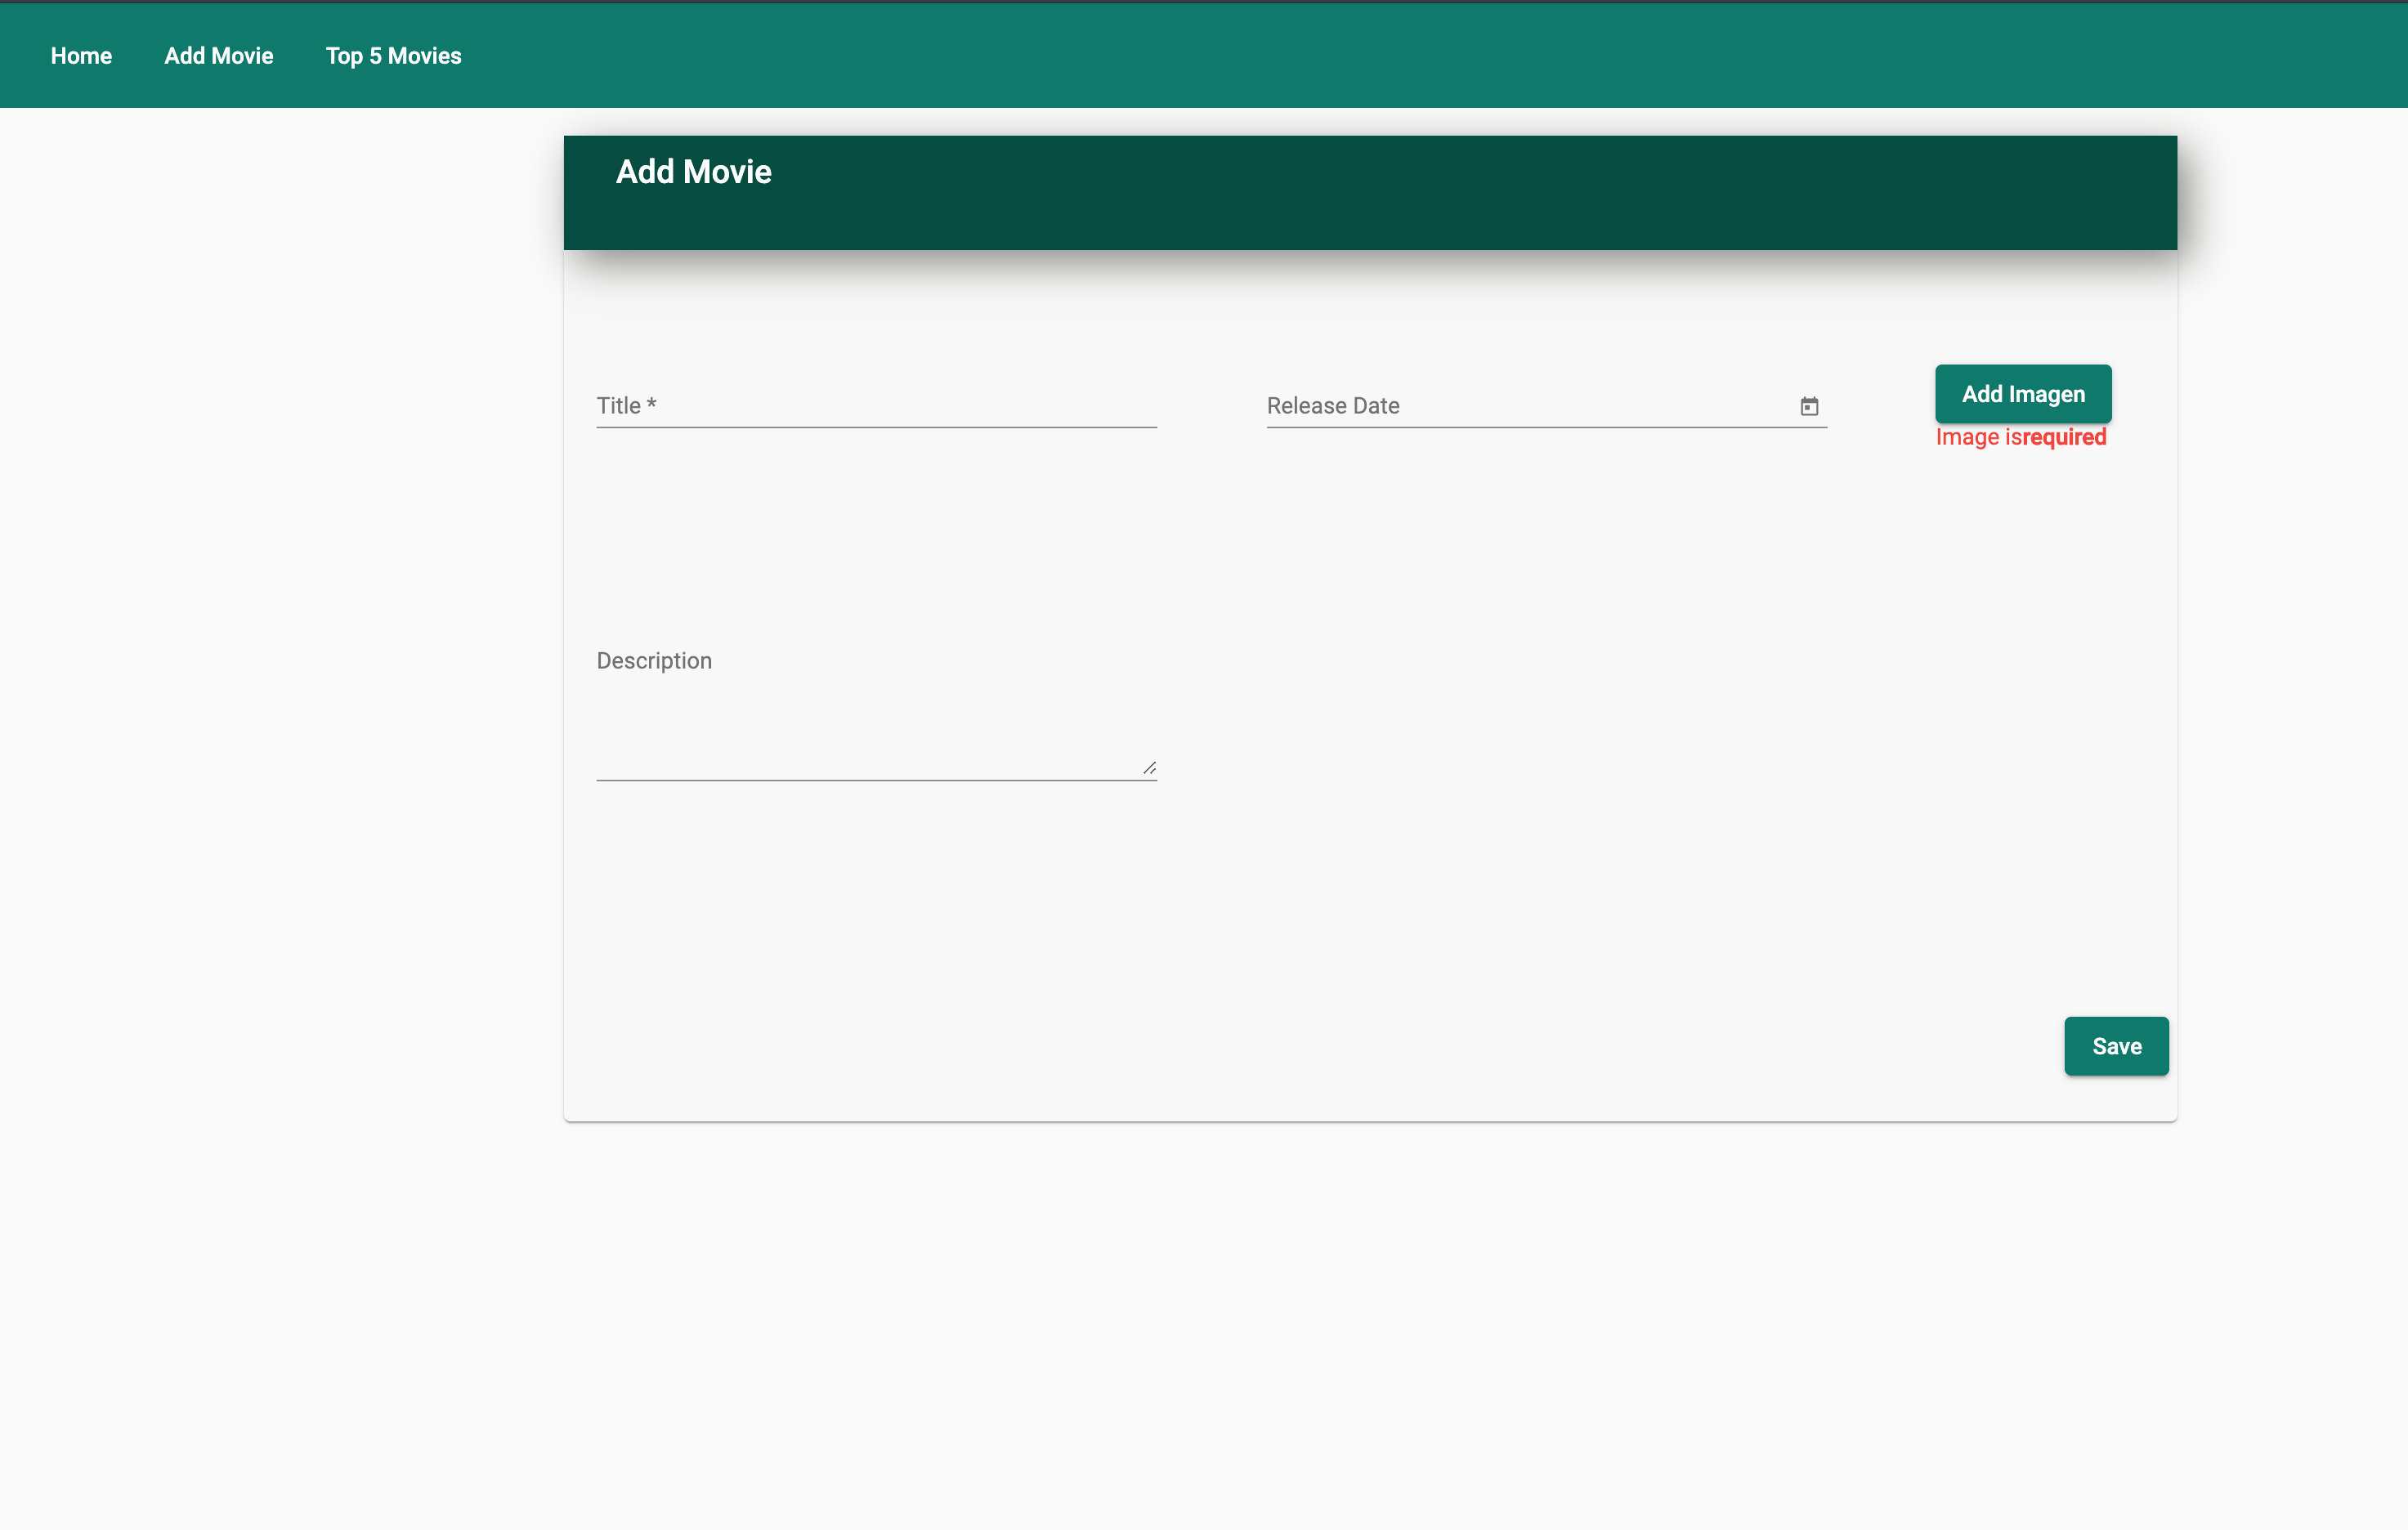 Home Add Movie Top 5 Movies
Add Movie
Title *
Release Date
Add Imagen
Image isrequired
Description
Save